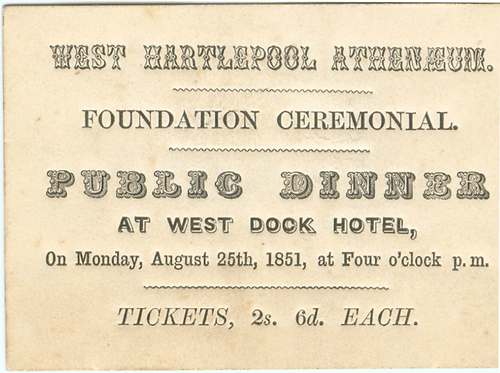 WEST HARTLEPOOL ATHENÆUM.
FOUNDATION CEREMONIAL.
PUBLIC DINNER
AT WEST DOCK HOTEL,
On Monday, August 25th, 1851, at Four o'clock p. m.
TICKETS, 2s. 6d. EACH.